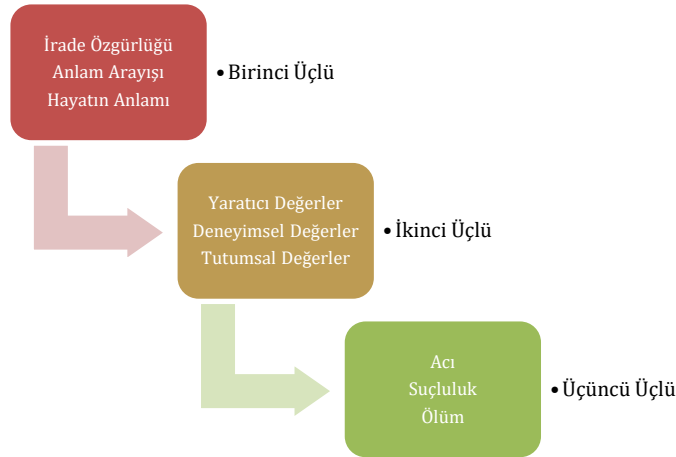 İrade Özgürlüğü
Anlam Arayışı
Hayatın Anlamı
• Birinci Üçlü
Yaratıcı Değerler
Deneyimsel Değerler
Tutumsal Değerler
• İkinci Üçlü
Acı
Suçluluk
Ölüm
• Üçüncü Üçlü